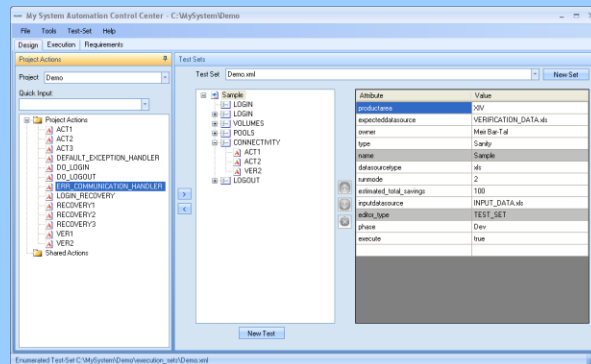 My System Automation Control Center - C:\MySystem\Demo
File Tools Test-Set Help
Design Execution Requirements
Project Actions
Project Demo
Quick Input:
Project Actions
ACT1
ACT2
ACT3
DEFAULT_EXCEPTION_HANDLER
DO_LOGIN
DO_LOGOUT
ERR_COMMUNICATION_HANDLER
LOGIN_RECOVERY
RECOVERY1
RECOVERY2
RECOVERY3
VER1
VER2
Shared Actions
Test Sets
Test Set Demo.xml New Set
Sample
LOGIN
LOGIN
VOLUMES
POOLS
CONNECTIVITY
ACT1
ACT2
VER2
LOGOUT
> 
<
New Test
Attribute Value
productarea XIV
expecteddatasource VERIFICATION_DATA.xls
owner Meir Bar-Tal
type Sanity
name Sample
datasourcetype xls
runmode 2
estimated_total_savings 100
inputdatasource INPUT_DATA.xls
editor_type TEST_SET
phase Dev
execute true
Enumerated Test-Set C:\MySystem\Demo\execution_sets\Demo.xml